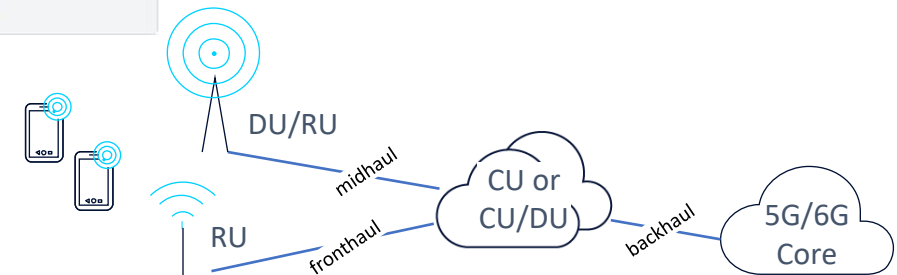 DU/RU
midhaul
CU or
CU/DU
5G/6G
Core
backhaul
RU
fronthaul